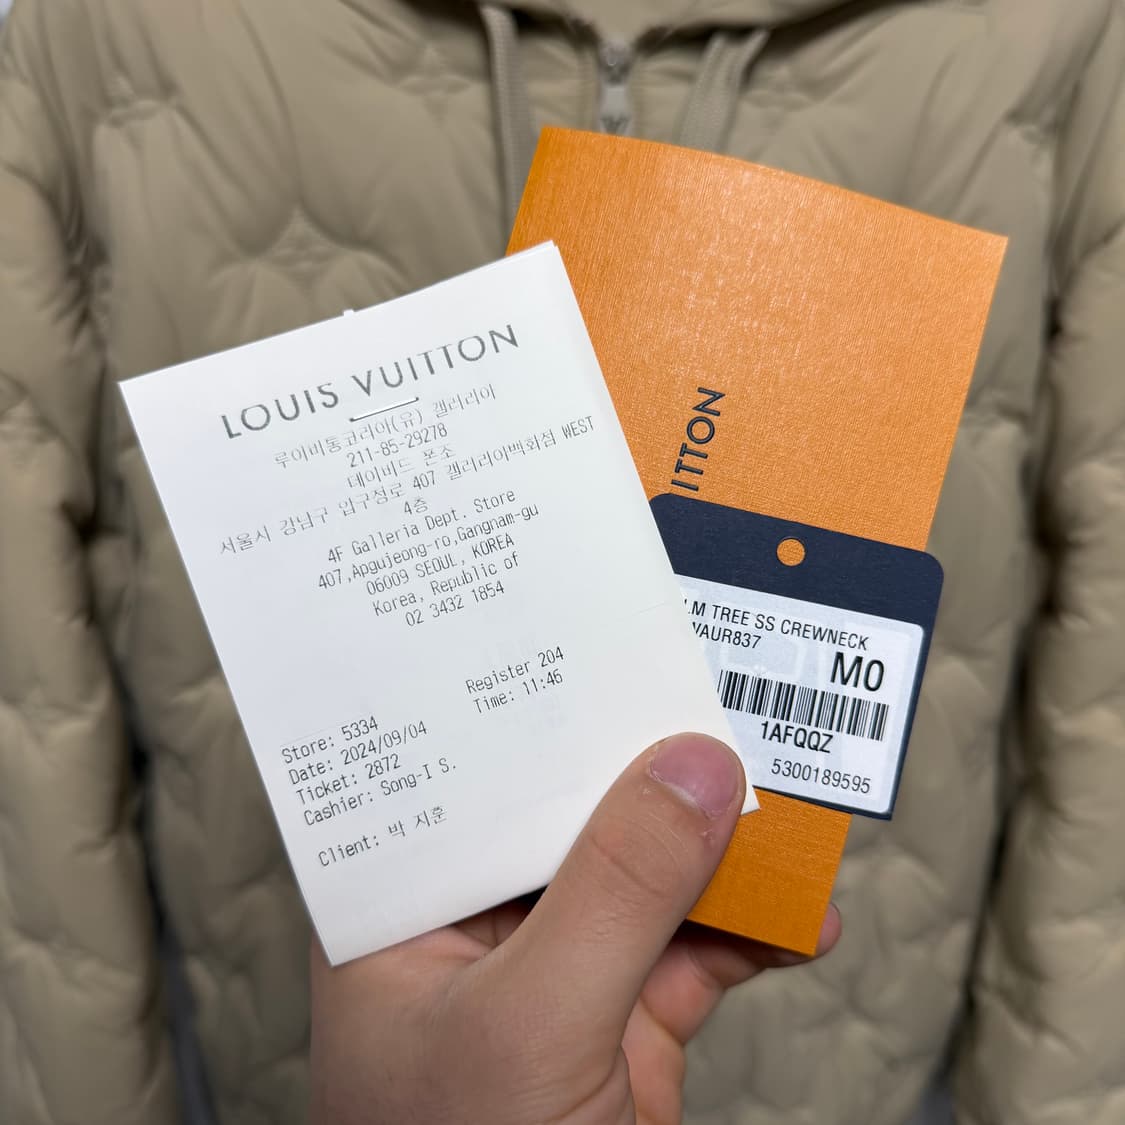 LOUIS VUITTON
루이비통코리아(유) 갤러리아
211-85-29278
데이비드 폰소
서울시 강남구 압구정로 407 갤러리아백화점 WEST
4층
4F Galleria Dept. Store
407,Apgujeong-ro,Gangnam-gu
06009 SEOUL, KOREA
Korea, Republic of
02 3432 1854
Register 204
Time: 11:46
Store: 5334
Date: 2024/09/04
Ticket: 2872
Cashier: Song-I S.
Client: 박 지훈
ITTON
LM TREE SS CREWNECK
VAUR837
M0
1AFQQZ
5300189595